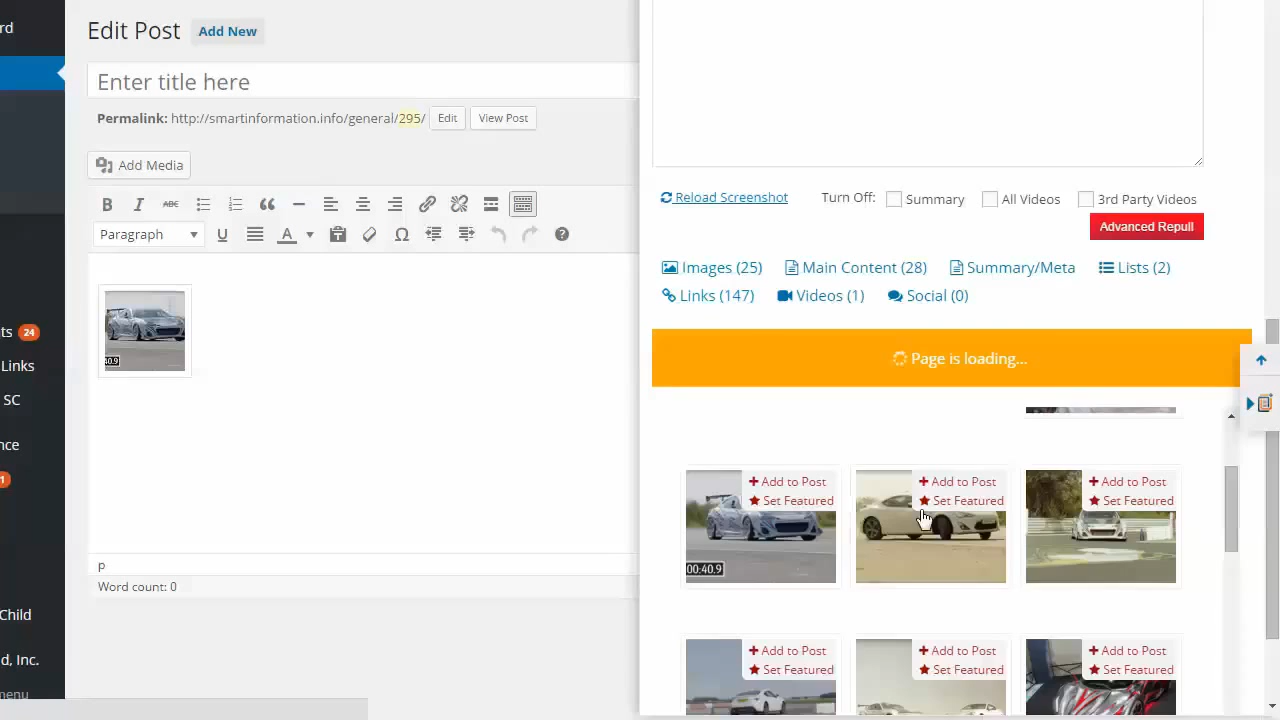 rd
Edit Post Add New
Enter title here
Permalink: http://smartinformation.info/general/295/ Edit View Post
Add Media
B I ABC
Paragraph U A Ω
40.9
p
Word count: 0
ts 24
Links
SC
nce
1
Child
d, Inc.
menu
Reload Screenshot Turn Off: Summary All Videos 3rd Party Videos
Advanced Repull
Images (25) Main Content (28) Summary/Meta Lists (2)
Links (147) Videos (1) Social (0)
Page is loading...
Add to Post Add to Post Add to Post
Set Featured Set Featured Set Featured
00:40.9
Add to Post Add to Post Add to Post
Set Featured Set Featured Set Featured